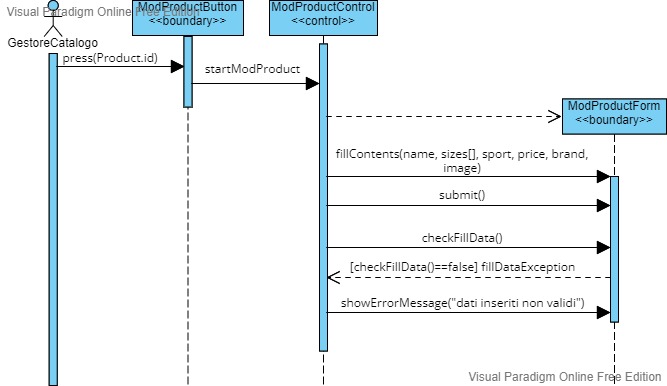 Visual Paradigm Online Free Edition
ModProductButton
<<boundary>>
ModProductControl
<<control>>
GestoreCatalogo
press(Product.id)
startModProduct
ModProductForm
<<boundary>>
fillContents(name, sizes[], sport, price, brand,
image)
submit()
checkFillData()
[checkFillData()==false] fillDataException
showErrorMessage("dati inseriti non validi")
Visual Paradigm Online Free Edition